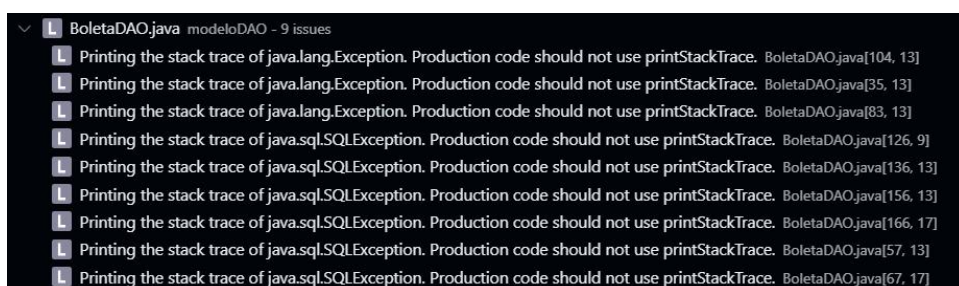 L BoletaDAO.java modeloDAO - 9 issues
L Printing the stack trace of java.lang.Exception. Production code should not use printStackTrace. BoletaDAO.java[104, 13]
L Printing the stack trace of java.lang.Exception. Production code should not use printStackTrace. BoletaDAO.java[35, 13]
L Printing the stack trace of java.lang.Exception. Production code should not use printStackTrace. BoletaDAO.java[83, 13]
L Printing the stack trace of java.sql.SQLException. Production code should not use printStackTrace. BoletaDAO.java[126, 9]
L Printing the stack trace of java.sql.SQLException. Production code should not use printStackTrace. BoletaDAO.java[136, 13]
L Printing the stack trace of java.sql.SQLException. Production code should not use printStackTrace. BoletaDAO.java[156, 13]
L Printing the stack trace of java.sql.SQLException. Production code should not use printStackTrace. BoletaDAO.java[166, 17]
L Printing the stack trace of java.sql.SQLException. Production code should not use printStackTrace. BoletaDAO.java[57, 13]
L Printing the stack trace of java.sql.SQLException. Production code should not use printStackTrace. BoletaDAO.java[67, 17]